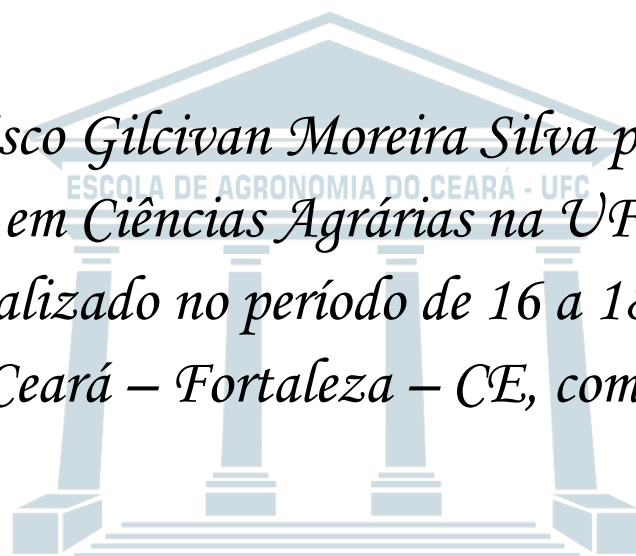 sco Gilcivan Moreira Silva p
ESCOLA DE AGRONOMIA DO CEARÁ - UFC
em Ciências Agrárias na UF
alizado no período de 16 a 18
Ceará – Fortaleza – CE, com